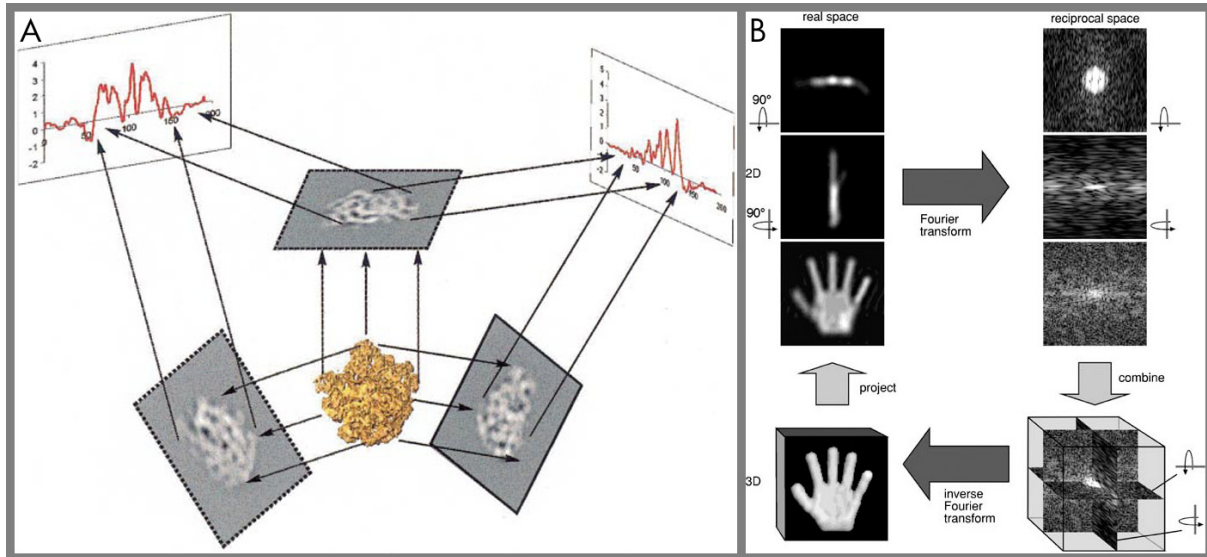 A
4
3
2
1
0
-1
-2
0
50
100
150
200
5
4
3
2
1
0
-1
-2
50
100
150
200
B
real space
reciprocal space
90°
2D
90°
Fourier
transform
project
combine
3D
inverse
Fourier
transform